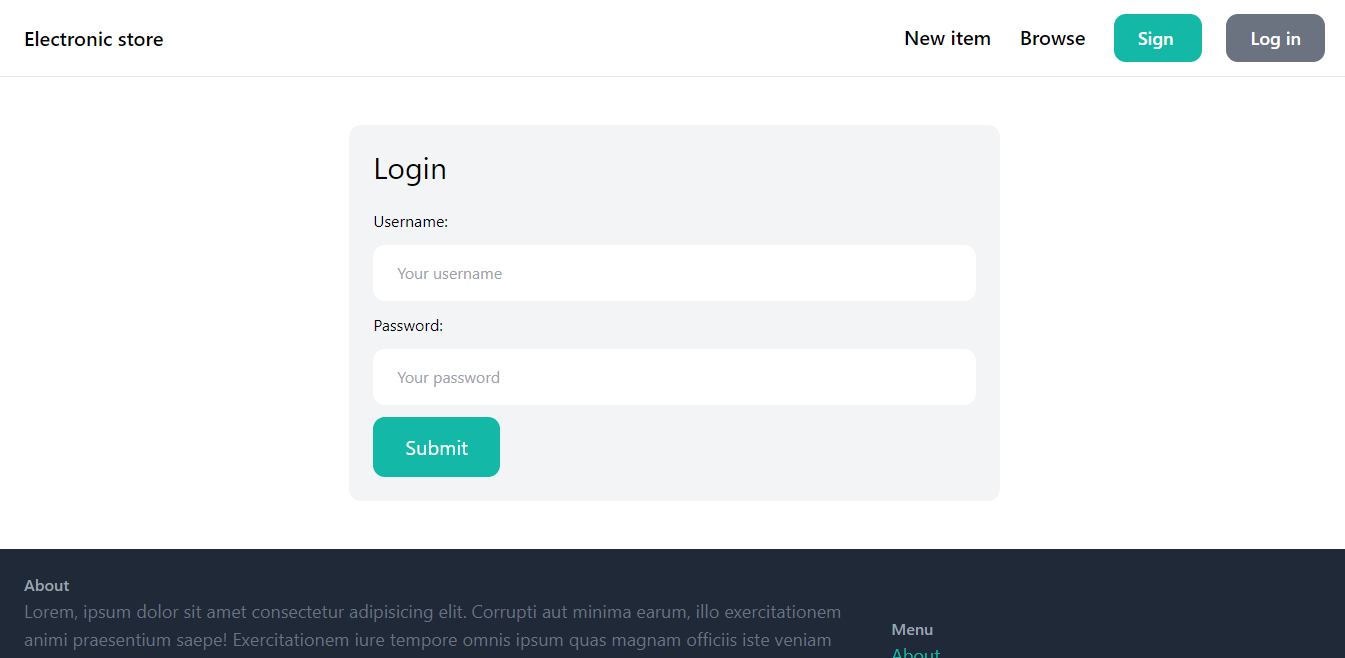 Electronic store
New item
Browse
Sign
Log in
Login
Username:
Your username
Password:
Your password
Submit
About
Lorem, ipsum dolor sit amet consectetur adipisicing elit. Corrupti aut minima earum, illo exercitationem
animi praesentium saepe! Exercitationem iure tempore omnis ipsum quas magnam officiis iste veniam
Menu
About